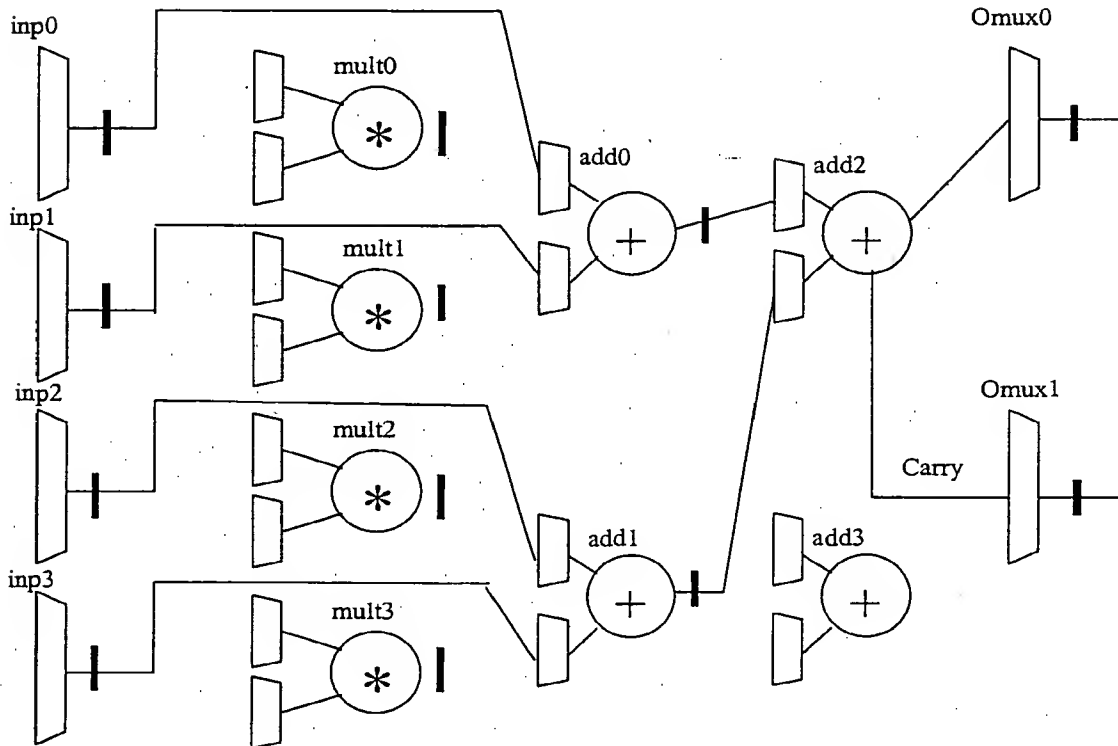 inp0
Omux0
mult0
add0
add2
inp1
mult1
inp2
Omux1
mult2
Carry
add1
add3
inp3
mult3
*
*
*
*
+
+
+
+